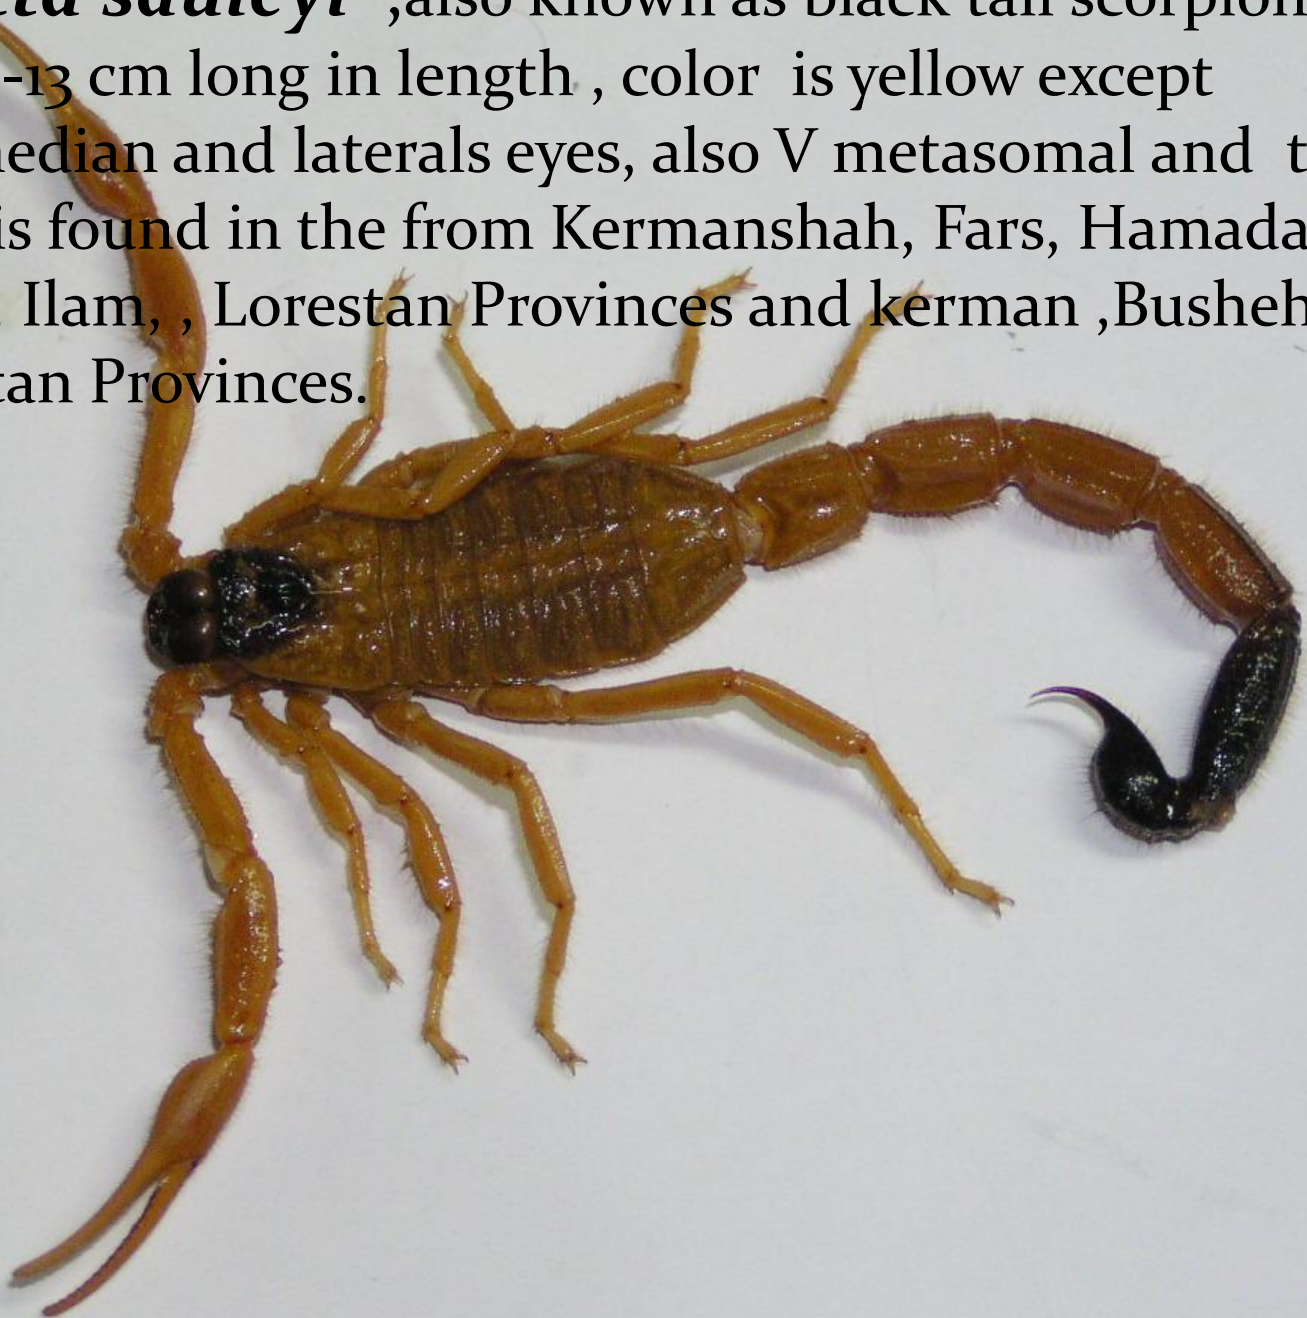 saulcyi ,also known as black tail scorpion
-13 cm long in length , color is yellow except
median and laterals eyes, also V metasomal and t
is found in the from Kermanshah, Fars, Hamada
Ilam, , Lorestan Provinces and kerman ,Busheh
tan Provinces.